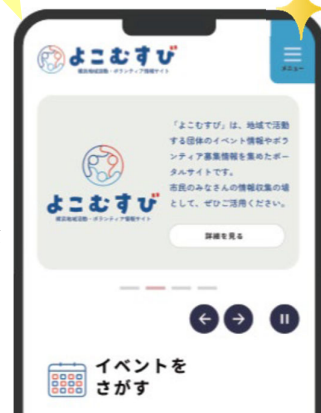 よこむすび
横浜地域活動・ボランティア情報サイト
メニュー
「よこむすび」は、地域で活動
する団体のイベント情報やボラ
ンティア募集情報を集めたポー
タルサイトです。
市民のみなさんの情報収集の場
として、ぜひご活用ください。
よこむすび
横浜地域活動・ボランティア情報サイト
詳細を見る
イベントを
さがす